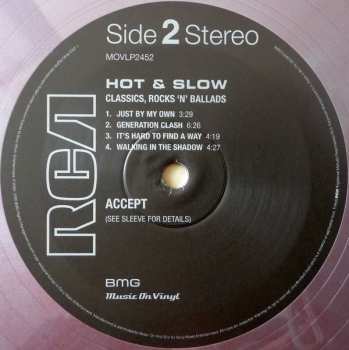 Side 2 Stereo
MOVLP2452
HOT & SLOW
CLASSICS, ROCKS 'N' BALLADS
1. JUST BY MY OWN 3:29
2. GENERATION CLASH 6:26
3. IT'S HARD TO FIND A WAY 4:19
4. WALKING IN THE SHADOW 4:27
RCA
ACCEPT
(SEE SLEEVE FOR DETAILS)
BMG
Music On Vinyl